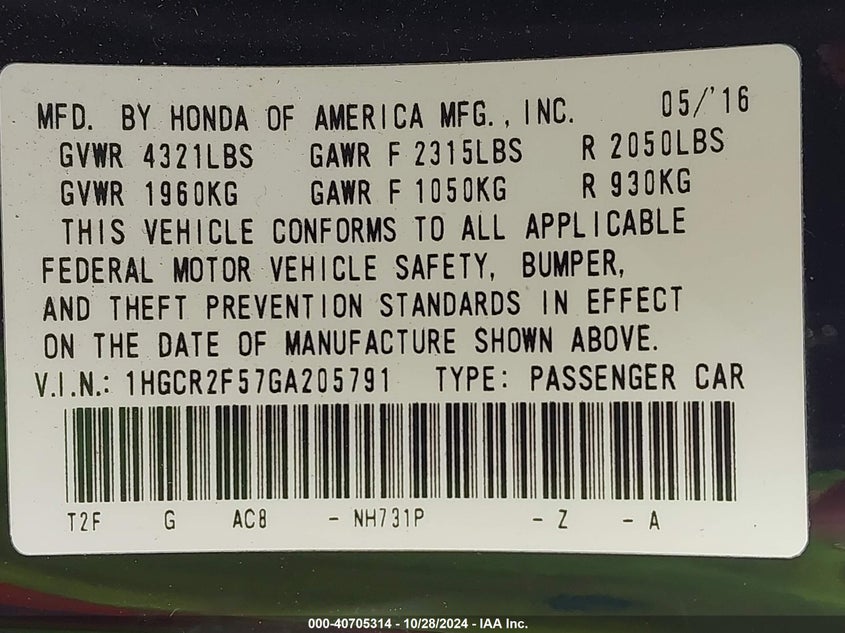 MFD. BY HONDA OF AMERICA MFG., INC. 05/'16
GVWR 4321LBS GAWR F 2315LBS R 2050LBS
GVWR 1960KG GAWR F 1050KG R 930KG
THIS VEHICLE CONFORMS TO ALL APPLICABLE
FEDERAL MOTOR VEHICLE SAFETY, BUMPER,
AND THEFT PREVENTION STANDARDS IN EFFECT
ON THE DATE OF MANUFACTURE SHOWN ABOVE.
V.I.N.: 1HGCR2F57GA205791 TYPE: PASSENGER CAR
T2F G AC8 - NH731P - Z - A
000-40705314 - 10/28/2024 - IAA Inc.